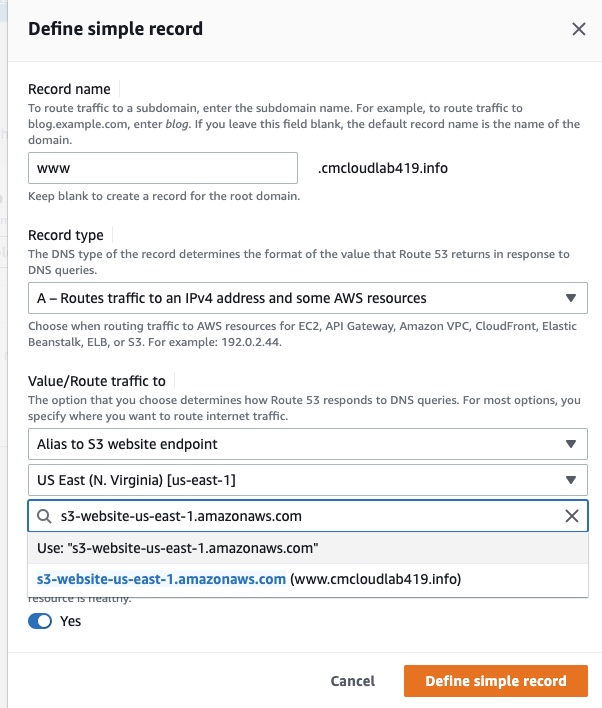 Define simple record
Record name
To route traffic to a subdomain, enter the subdomain name. For example, to route traffic to
blog.example.com, enter blog. If you leave this field blank, the default record name is the name of the
domain.
www
.cmcloudlab419.info
Keep blank to create a record for the root domain.
Record type
The DNS type of the record determines the format of the value that Route 53 returns in response to
DNS queries.
A – Routes traffic to an IPv4 address and some AWS resources
Choose when routing traffic to AWS resources for EC2, API Gateway, Amazon VPC, CloudFront, Elastic
Beanstalk, ELB, or S3. For example: 192.0.2.44.
Value/Route traffic to
The option that you choose determines how Route 53 responds to DNS queries. For most options, you
specify where you want to route internet traffic.
Alias to S3 website endpoint
US East (N. Virginia) [us-east-1]
s3-website-us-east-1.amazonaws.com
Use: "s3-website-us-east-1.amazonaws.com"
s3-website-us-east-1.amazonaws.com (www.cmcloudlab419.info)
resource is healthy.
Yes
Cancel
Define simple record